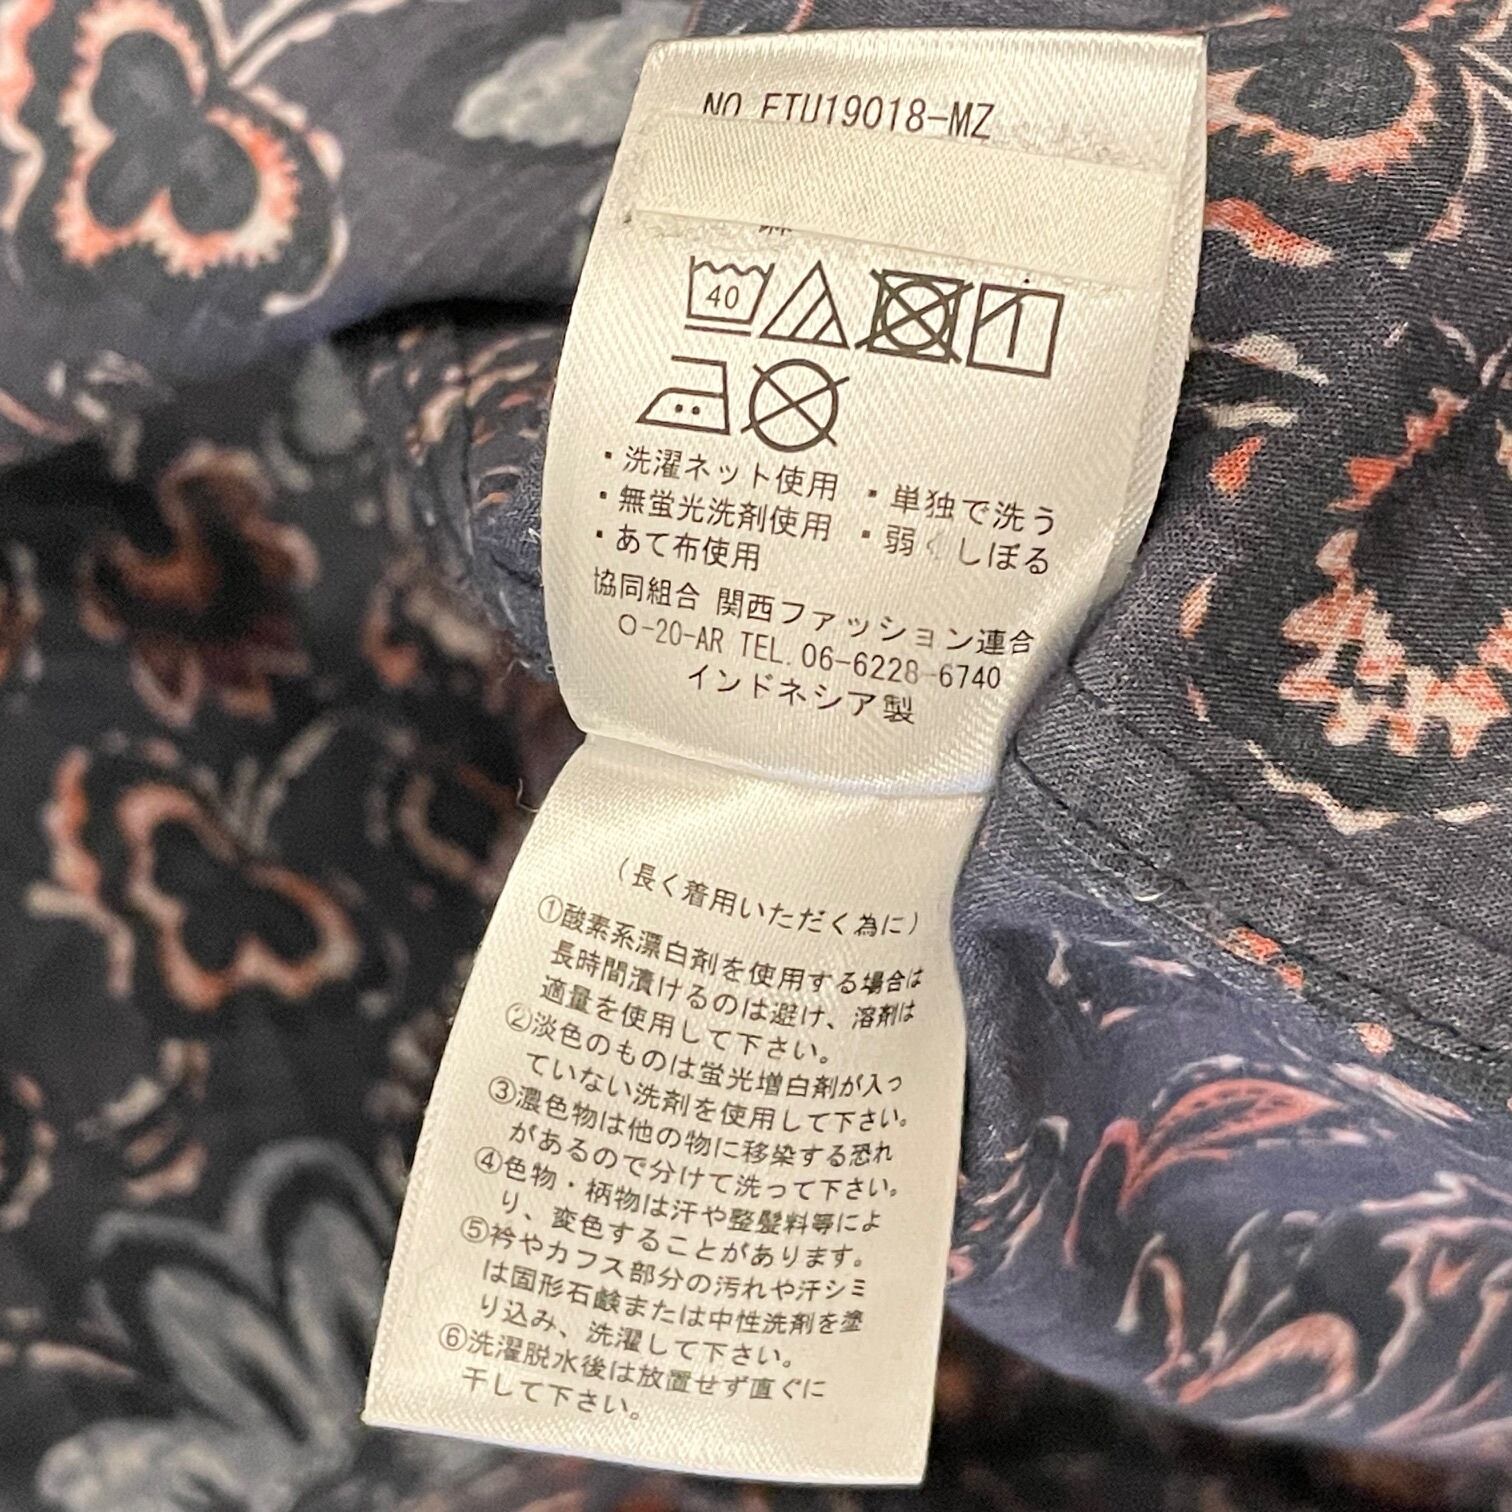 NO.ETU19018-MZ
40
・洗濯ネット使用 ・単独で洗う
・無蛍光洗剤使用 ・弱くしぼる
・あて布使用
協同組合 関西ファッション連合
O-20-AR TEL. 06-6228-6740
インドネシア製
(長く着用いただく為に)
①酸素系漂白剤を使用する場合は
長時間漬けるのは避け、溶剤は
適量を使用して下さい。
②淡色のものは蛍光増白剤が入っ
ていない洗剤を使用して下さい。
③濃色物は他の物に移染する恐れ
があるので分けて洗って下さい。
④色物・柄物は汗や整髪料等によ
り、変色することがあります。
⑤衿やカフス部分の汚れや汗シミ
は固形石鹸または中性洗剤を塗
り込み、洗濯して下さい。
⑥洗濯脱水後は放置せず直ぐに
干して下さい。